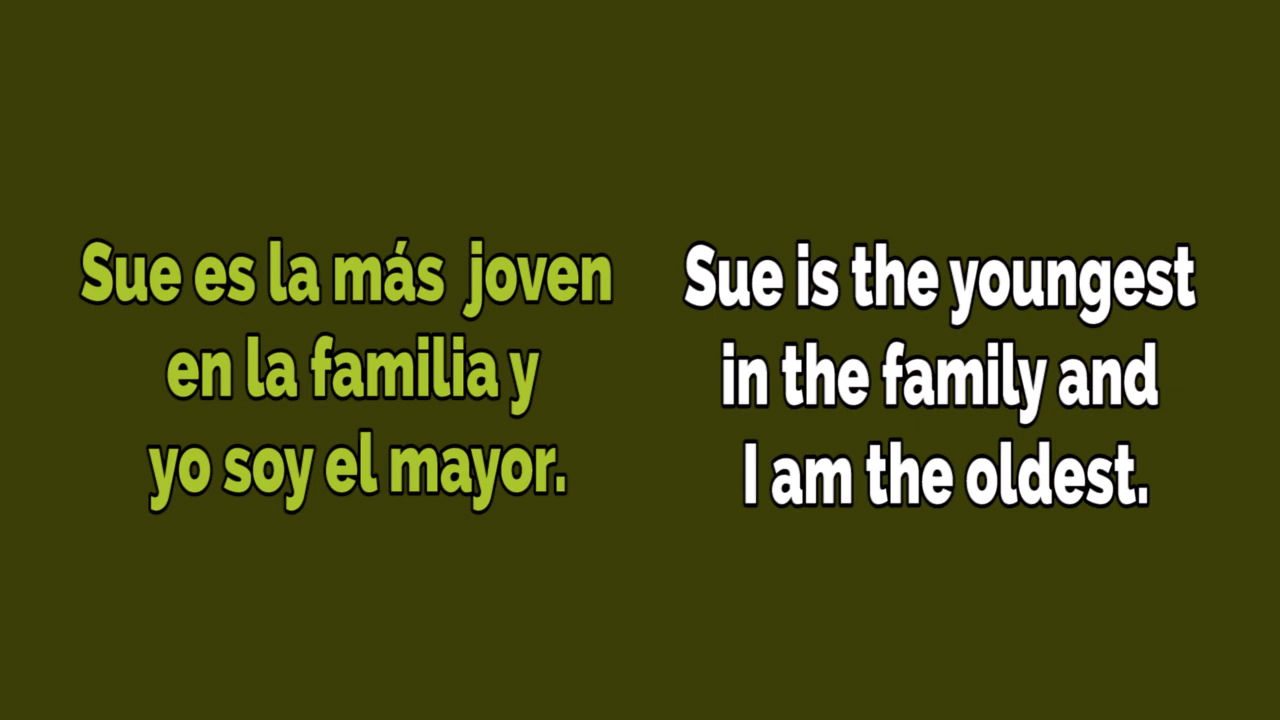 Sue es la más joven
en la familia y
yo soy el mayor.
Sue is the youngest
in the family and
I am the oldest.